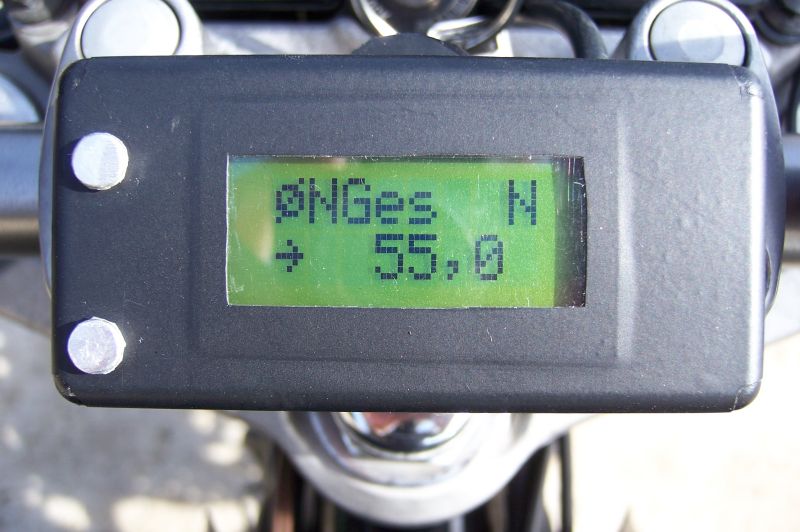 ØNGes N
→ 55,0